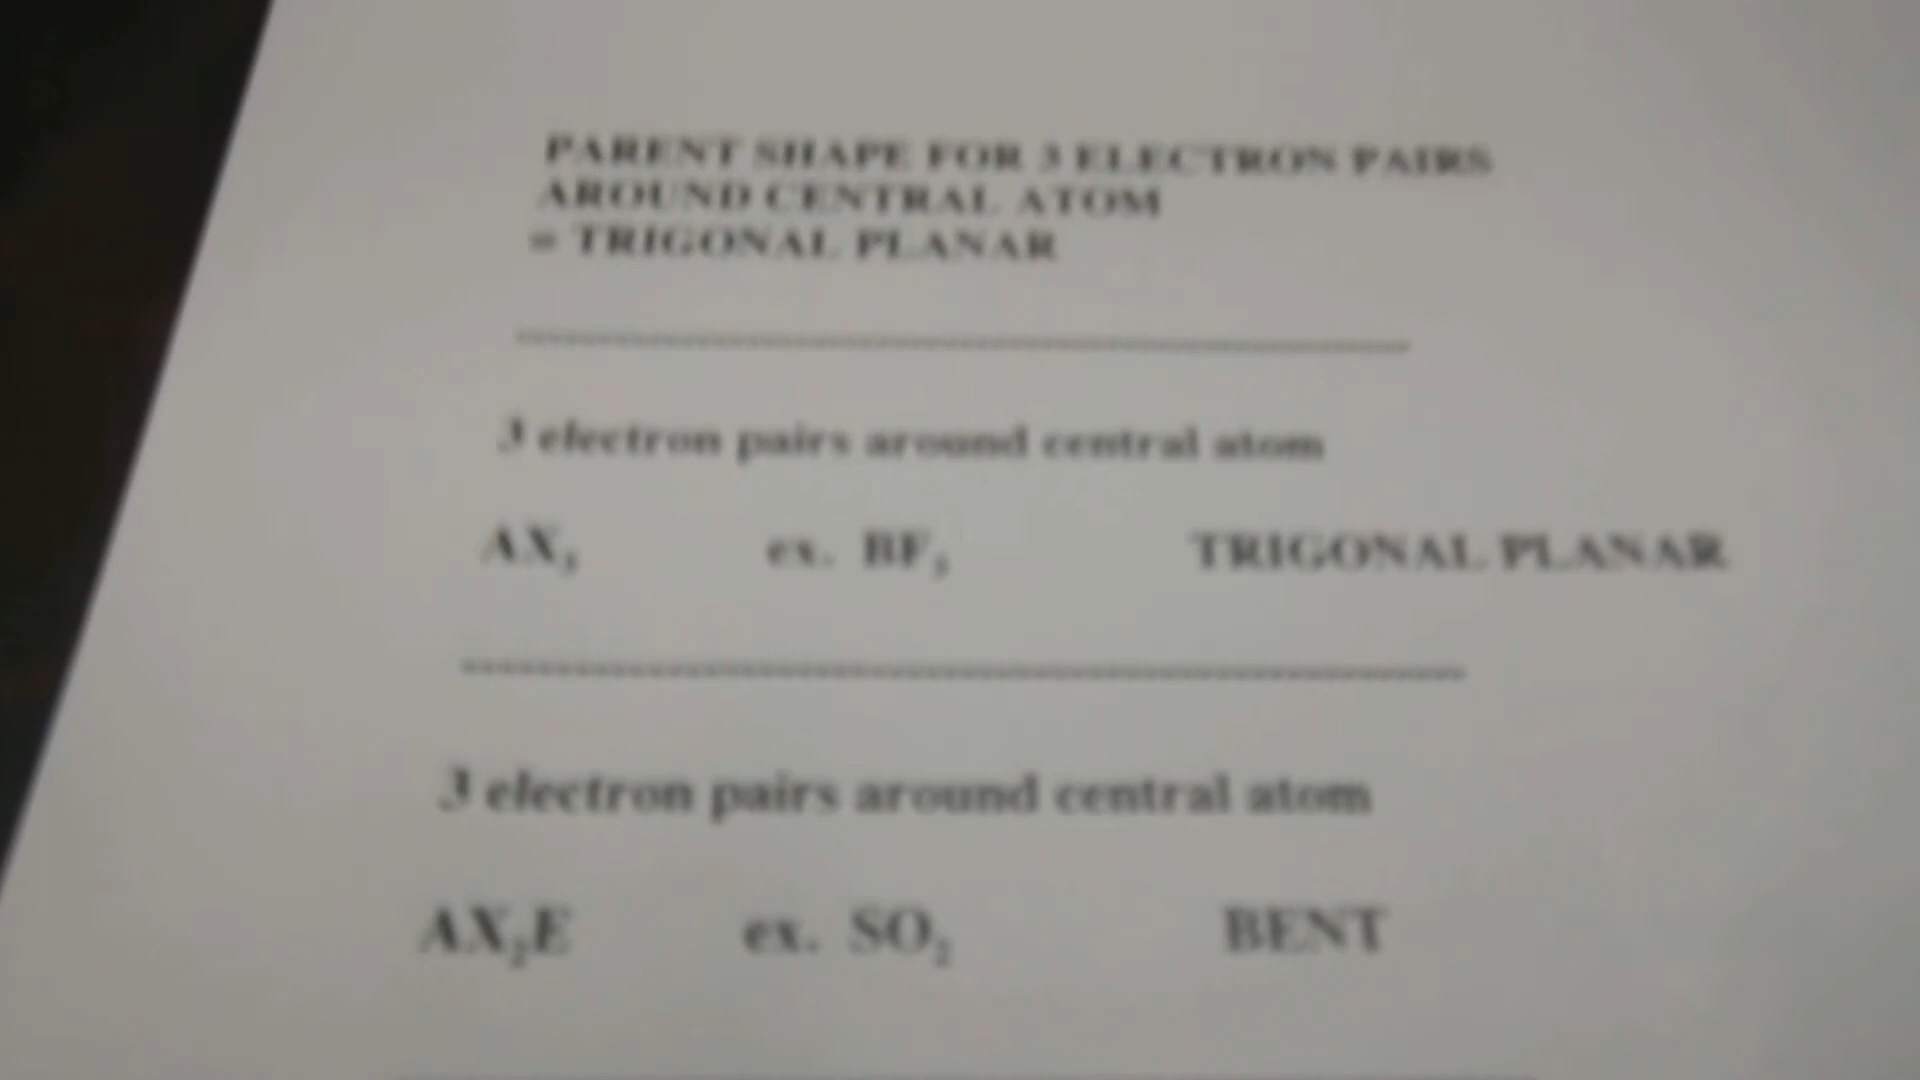 PARENT SHAPE FOR 3 ELECTRON PAIRS
AROUND CENTRAL ATOM
= TRIGONAL PLANAR
3 electron pairs around central atom
AX₃ ex. BF₃ TRIGONAL PLANAR
3 electron pairs around central atom
AX₂E ex. SO₂ BENT